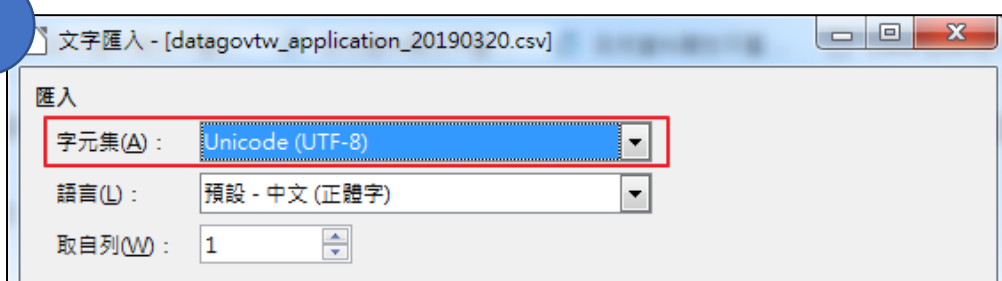 文字匯入 - [datagovtw_application_20190320.csv]
匯入
字元集(A)： Unicode (UTF-8)
語言(L)： 預設 - 中文 (正體字)
取自列(W)： 1